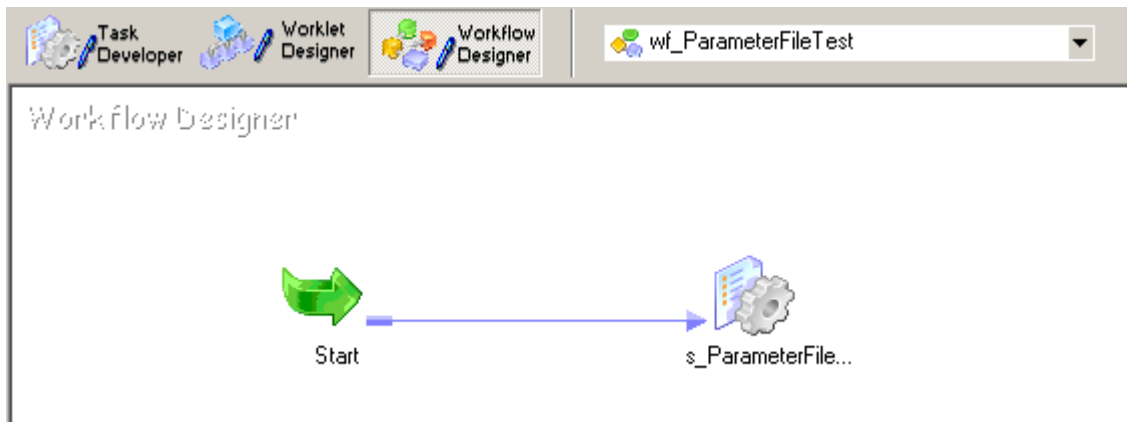 Task
Developer
Worklet
Designer
Workflow
Designer
wf_ParameterFileTest
Workflow Designer
Start
s_ParameterFile...